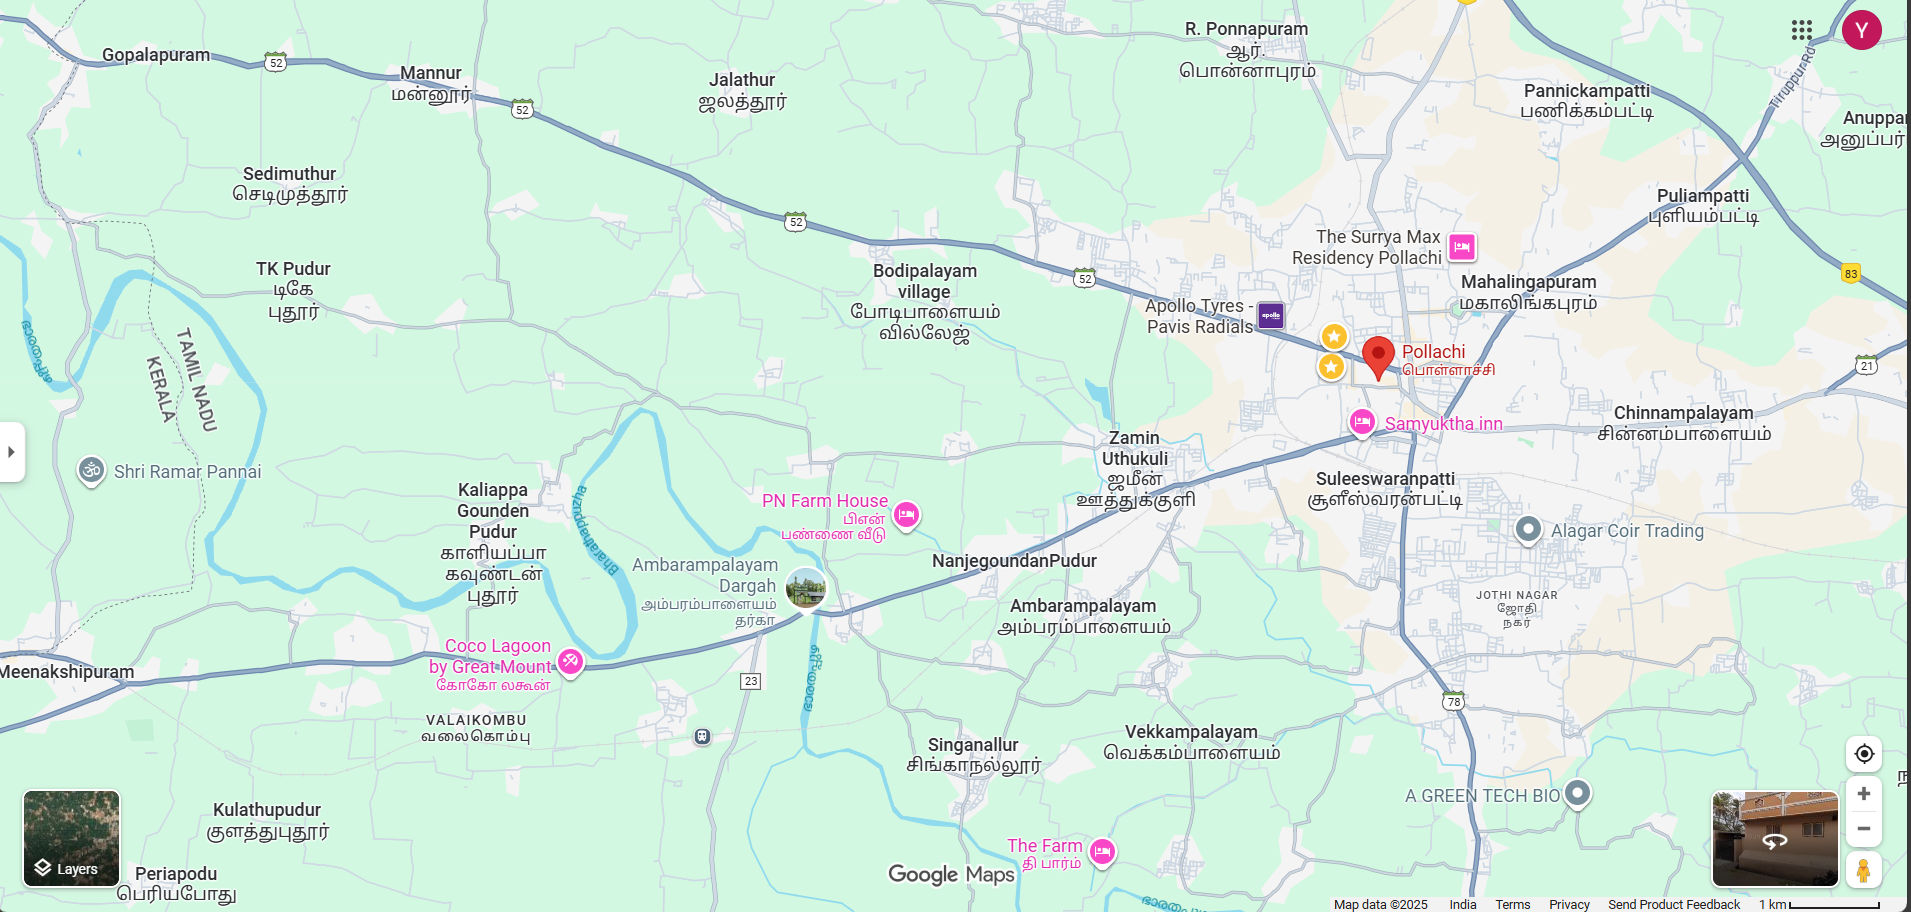 Gopalapuram
52
Mannur
மன்னூர்
52
Jalathur
ஜலத்தூர்
R. Ponnapuram
ஆர்.
பொன்னாபுரம்
Y
Tiruppur Rd
Pannickampatti
பணிக்கம்பட்டி
Anuppar
அனுப்பர்
Sedimuthur
செடிமுத்தூர்
52
Puliampatti
புளியம்பட்டி
The Surrya Max
Residency Pollachi
TK Pudur
டிகே
புதூர்
Bodipalayam
village
போடிபாளையம்
வில்லேஜ்
52
Mahalingapuram
மகாலிங்கபுரம்
83
Apollo Tyres -
Pavis Radials
apollo
TAMIL NADU
KERALA
Pollachi
பொள்ளாச்சி
21
Samyuktha inn
Chinnampalayam
சின்னம்பாளையம்
Shri Ramar Pannai
Zamin
Uthukuli
ஜமீன்
ஊத்துக்குளி
Suleeswaranpatti
சூளீஸ்வரன்பட்டி
Kaliappa
Gounden
Pudur
காளியப்பா
கவுண்டன்
புதூர்
Bharathappuzha
PN Farm House
பிஎன்
பண்ணை வீடு
Alagar Coir Trading
Ambarampalayam
Dargah
அம்பரம்பாளையம்
தர்கா
NanjegoundanPudur
Ambarampalayam
அம்பரம்பாளையம்
JOTHI NAGAR
ஜோதி
நகர்
Coco Lagoon
by Great Mount
கோகோ லகூன்
Meenakshipuram
23
78
VALAIKOMBU
வலைகொம்பு
Singanallur
சிங்காநல்லூர்
Vekkampalayam
வெக்கம்பாளையம்
A GREEN TECH BIO
Kulathupudur
குளத்துபுதூர்
The Farm
தி பார்ம்
Layers
Periapodu
பெரியபோது
Google Maps
Map data ©2025 India Terms Privacy Send Product Feedback 1 km